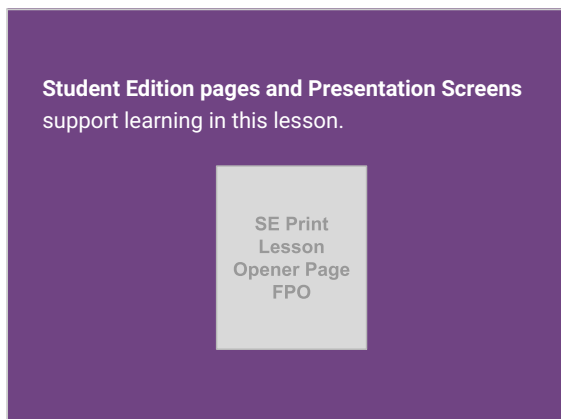 Student Edition pages and Presentation Screens
support learning in this lesson.
SE Print
Lesson
Opener Page
FPO